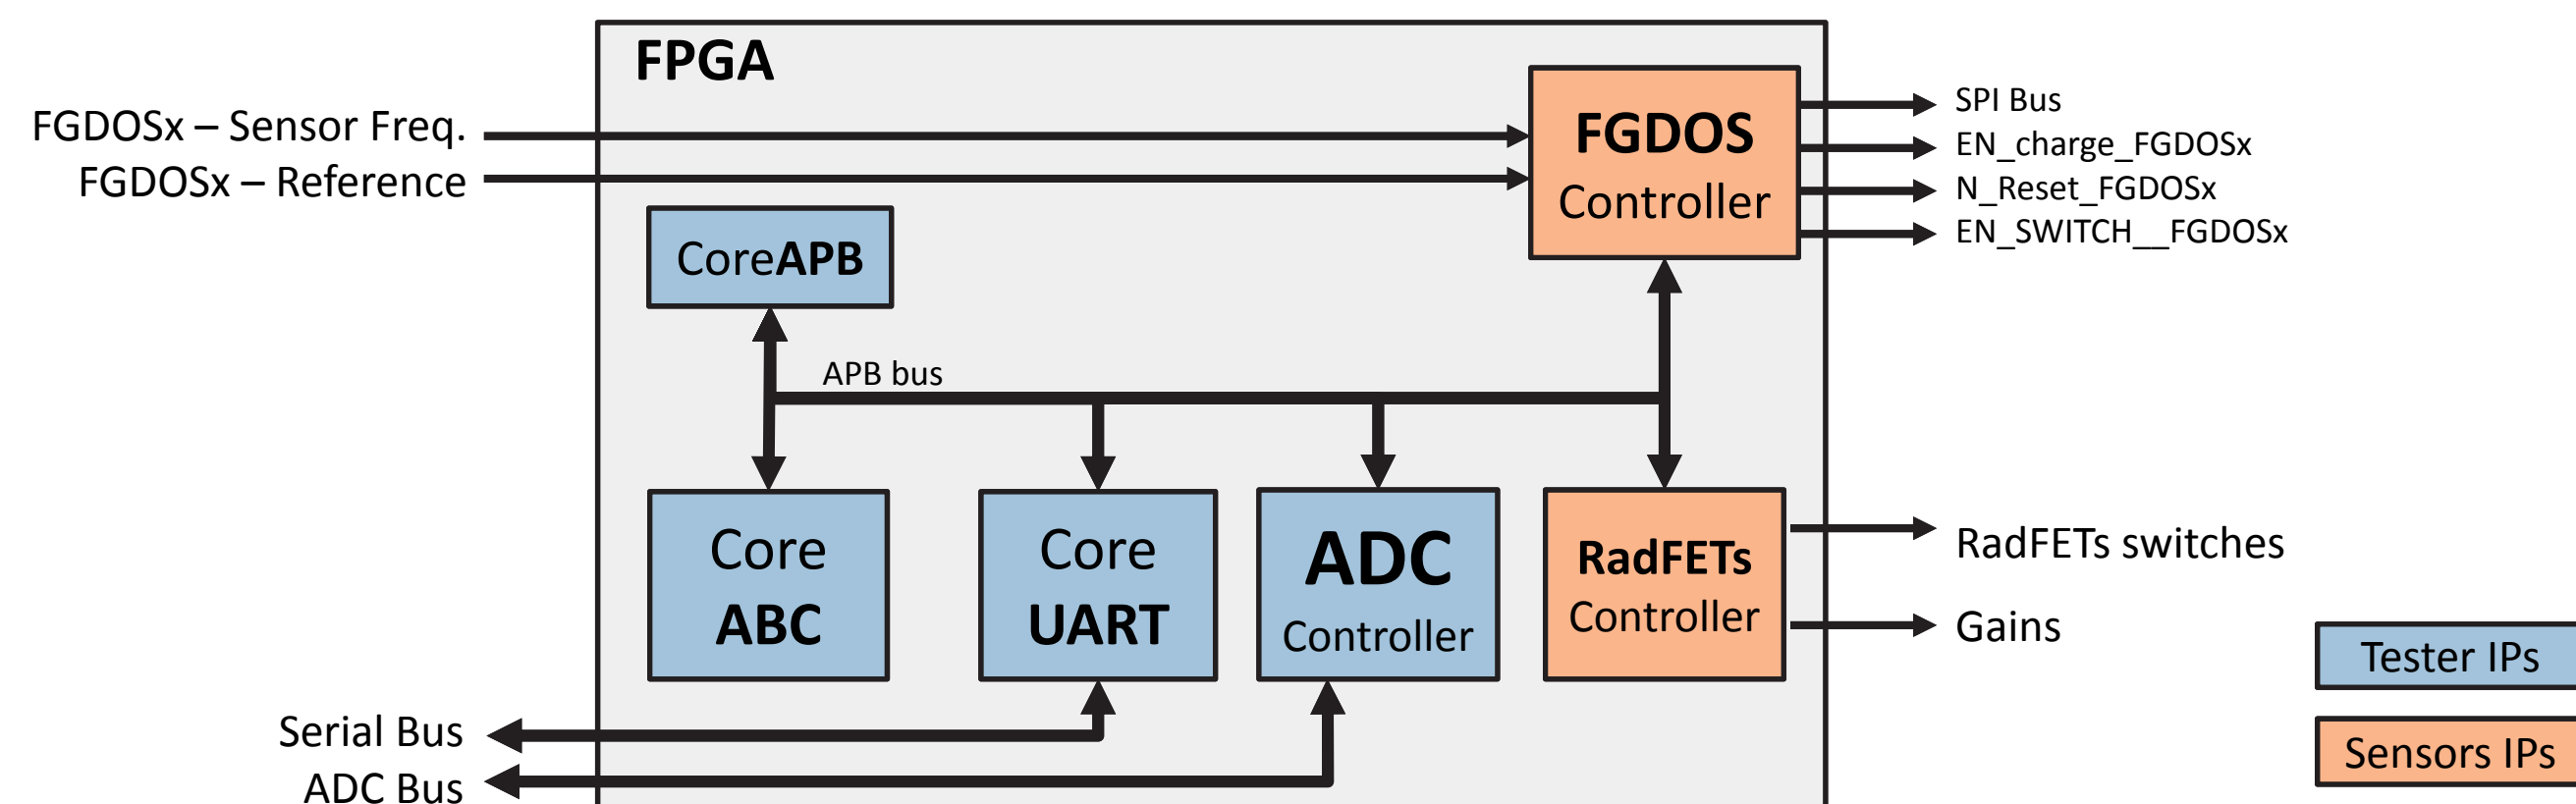 FPGA
FGDOSx – Sensor Freq.
FGDOSx – Reference
FGDOS
Controller
SPI Bus
EN_charge_FGDOSx
N_Reset_FGDOSx
EN_SWITCH__FGDOSx
CoreAPB
APB bus
Core
ABC
Core
UART
ADC
Controller
RadFETs
Controller
RadFETs switches
Gains
Tester IPs
Sensors IPs
Serial Bus
ADC Bus